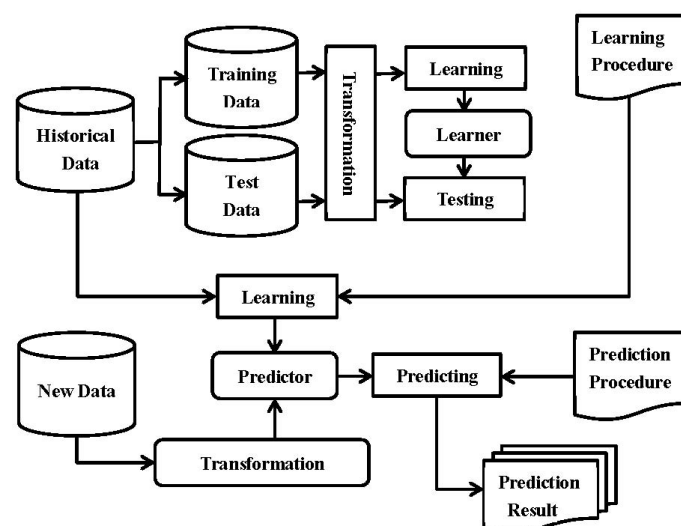 Training
Data
Transformation
Learning
Learning
Procedure
Historical
Data
Learner
Test
Data
Testing
Learning
New Data
Predictor
Predicting
Prediction
Procedure
Transformation
Prediction
Result